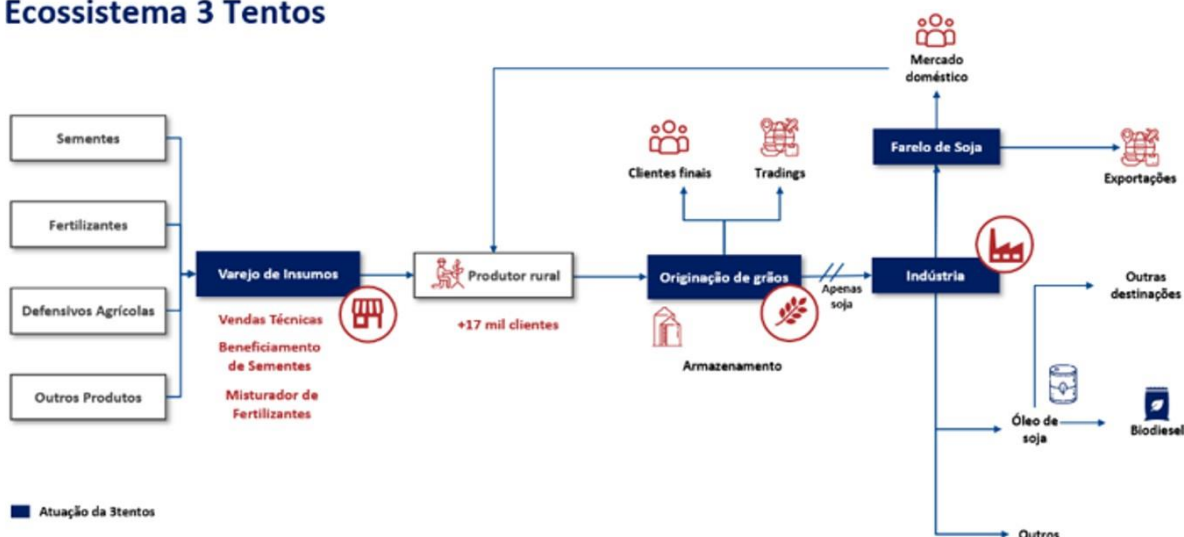 Ecossistema 3 Tentos
Mercado
doméstico
Sementes
Clientes finais
Tradings
Farelo de Soja
Exportações
Fertilizantes
Varejo de Insumos
Produtor rural
Originação de grãos
Apenas
soja
Indústria
Outras
destinações
Defensivos Agrícolas
Vendas Técnicas
Beneficiamento
de Sementes
Misturador de
Fertilizantes
+17 mil clientes
Armazenamento
Outros Produtos
Óleo de
soja
Biodiesel
Atuação da 3tentos
Outros